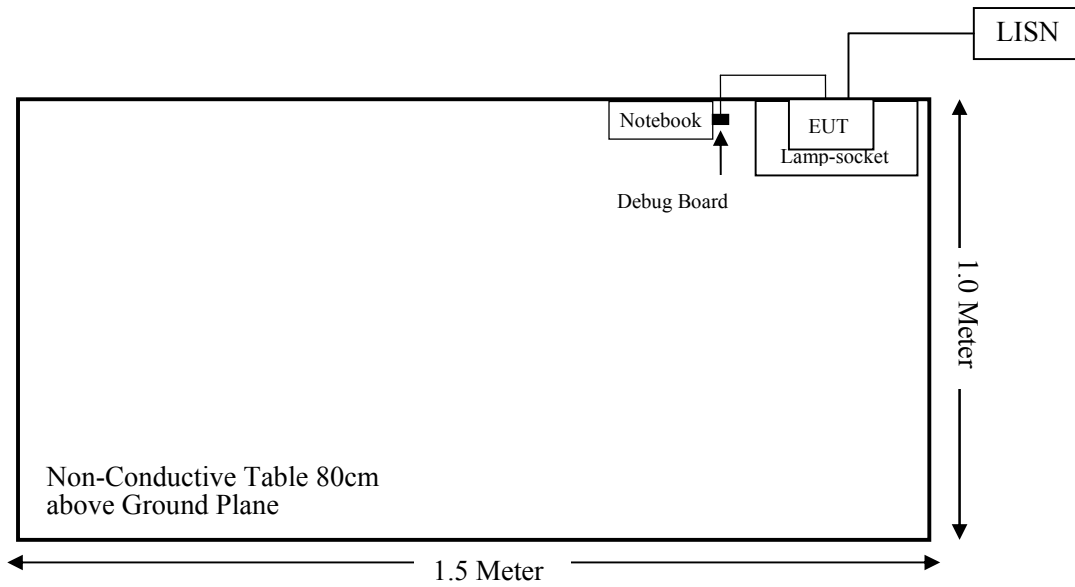 LISN
Notebook
EUT
Lamp-socket
Debug Board
1.0 Meter
Non-Conductive Table 80cm
above Ground Plane
1.5 Meter